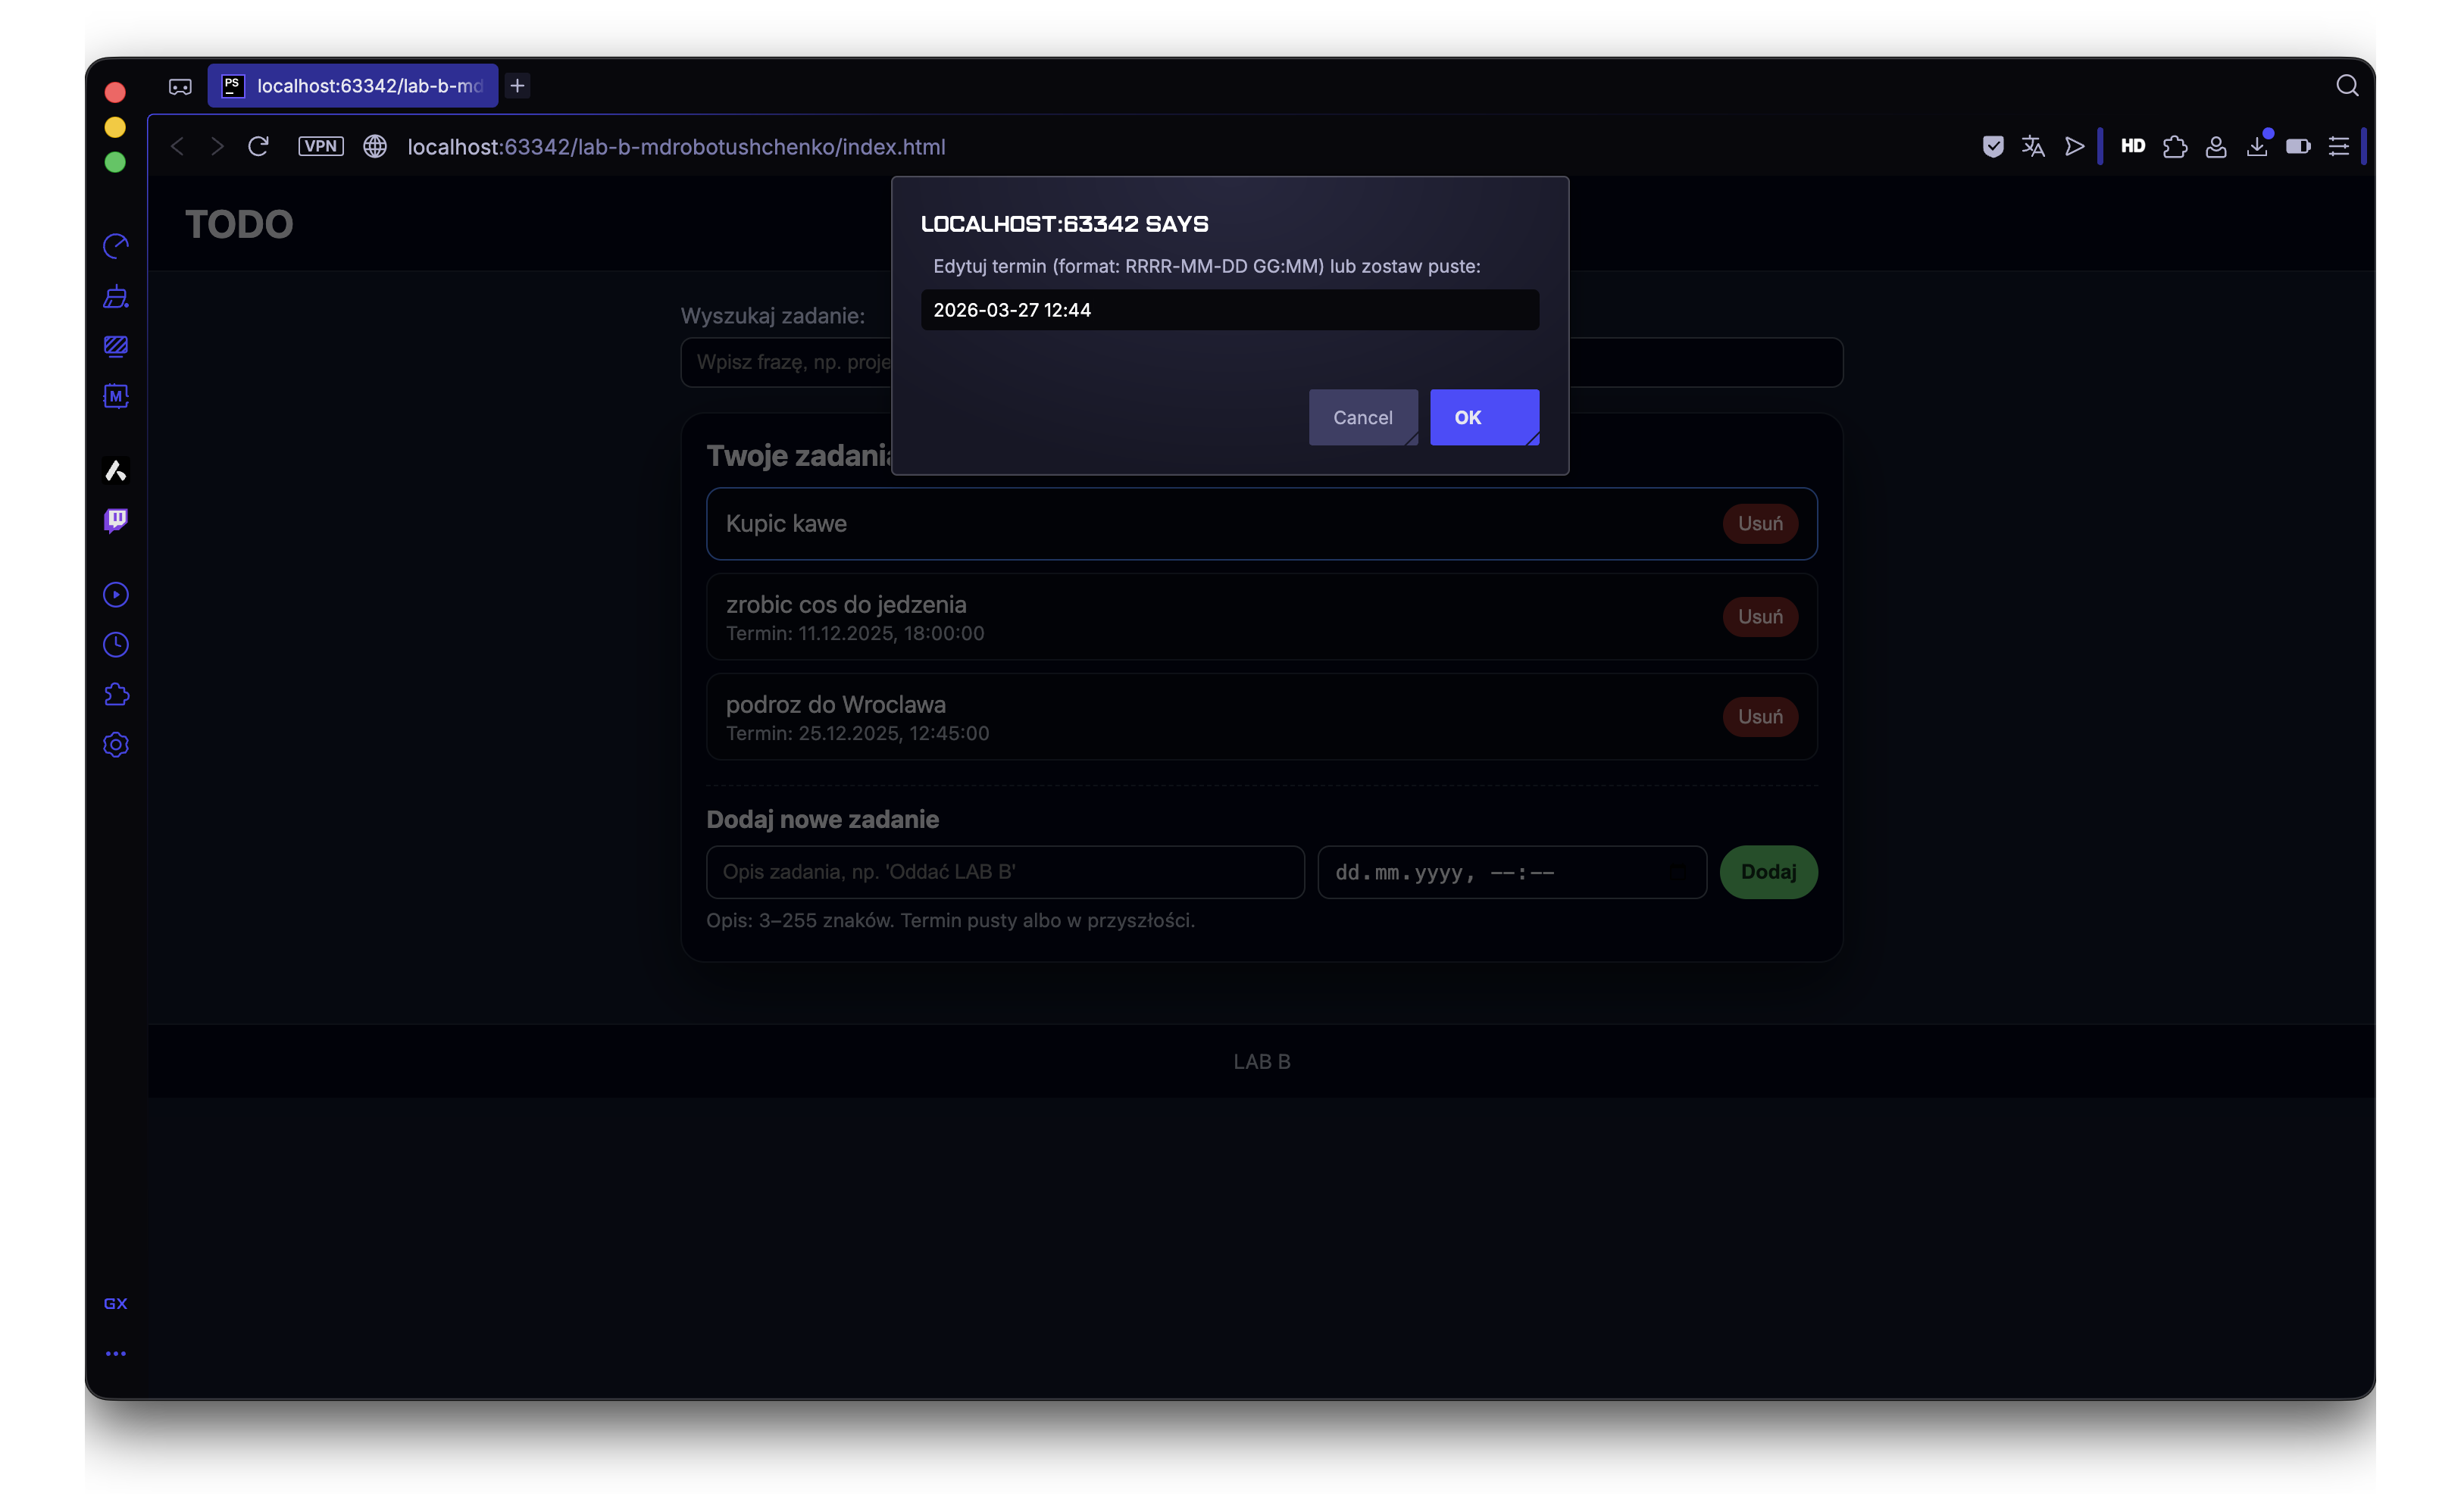 PS localhost:63342/lab-b-md
VPN localhost:63342/lab-b-mdrobotushchenko/index.html HD
TODO
LOCALHOST:63342 SAYS
Edytuj termin (format: RRRR-MM-DD GG:MM) lub zostaw puste:
2026-03-27 12:44
Cancel OK
Wyszukaj zadanie:
Wpisz frazę, np. proje
M
Twoje zadani
Kupic kawe Usuń
zrobic cos do jedzenia
Termin: 11.12.2025, 18:00:00 Usuń
podroz do Wroclawa
Termin: 25.12.2025, 12:45:00 Usuń
Dodaj nowe zadanie
Opis zadania, np. 'Oddać LAB B' dd.mm.yyyy, --:-- Dodaj
Opis: 3–255 znaków. Termin pusty albo w przyszłości.
LAB B
GX